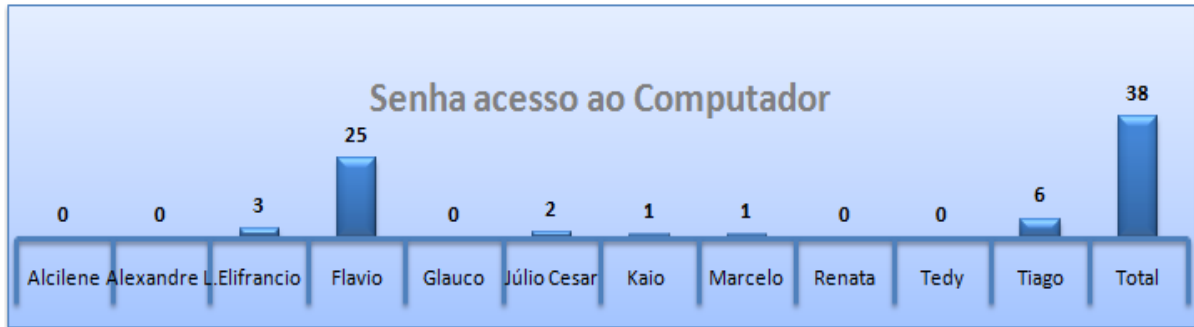 Senha acesso ao Computador
0 0 3 25 0 2 1 1 0 0 6 38
Alcilene Alexandre L. Elifrancio Flavio Glauco Júlio Cesar Kaio Marcelo Renata Tedy Tiago Total